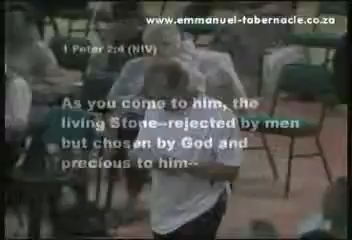 www.emmanuel-tabernacle.co.za
1 Peter 2:4 (NIV)
As you come to him, the
living Stone--rejected by men
but chosen by God and
precious to him--